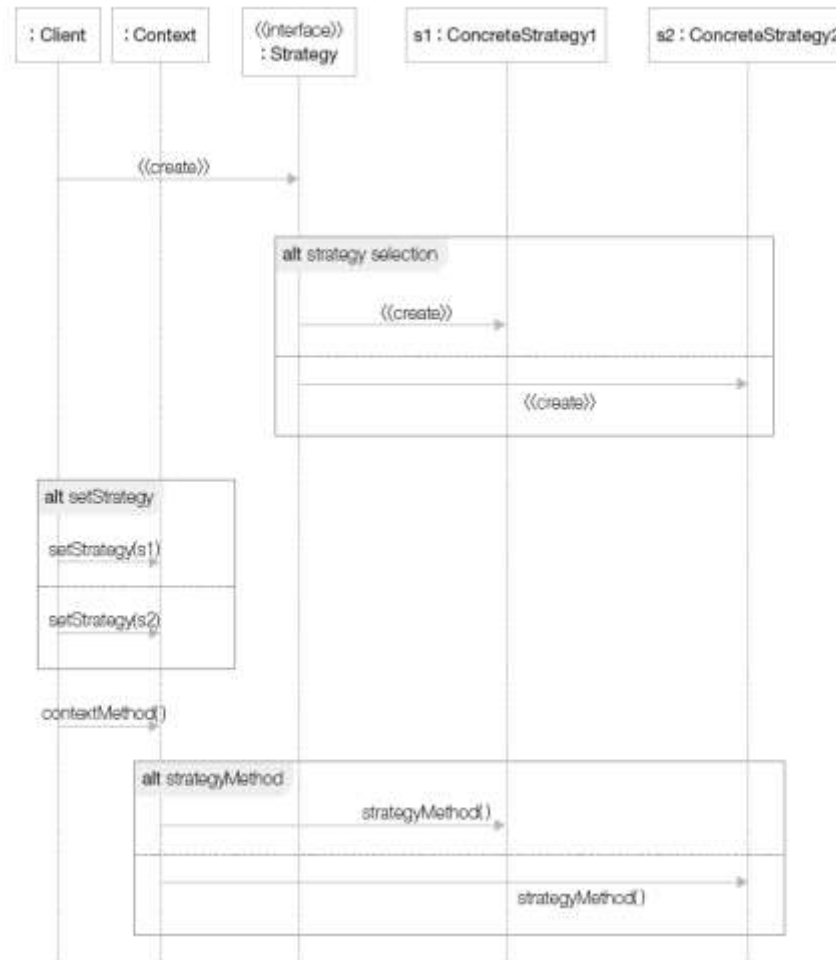 : Client
: Context
⟨⟨interface⟩⟩
: Strategy
s1 : ConcreteStrategy1
s2 : ConcreteStrategy2
⟨⟨create⟩⟩
alt strategy selection
⟨⟨create⟩⟩
⟨⟨create⟩⟩
alt setStrategy
setStrategy(s1)
setStrategy(s2)
contextMethod()
alt strategyMethod
strategyMethod()
strategyMethod()